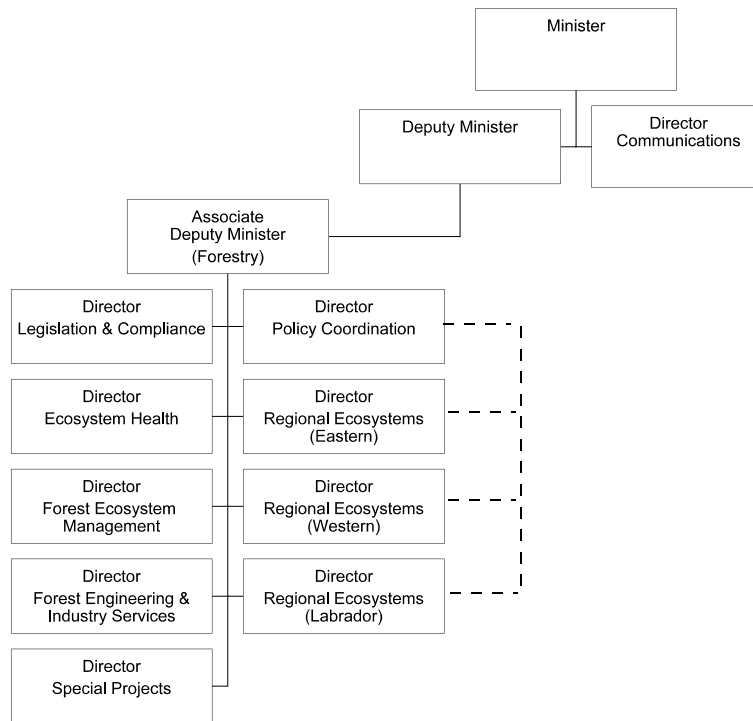 Minister
Deputy Minister
Director
Communications
Associate
Deputy Minister
(Forestry)
Director
Legislation & Compliance
Director
Policy Coordination
Director
Ecosystem Health
Director
Regional Ecosystems
(Eastern)
Director
Forest Ecosystem
Management
Director
Regional Ecosystems
(Western)
Director
Forest Engineering &
Industry Services
Director
Regional Ecosystems
(Labrador)
Director
Special Projects